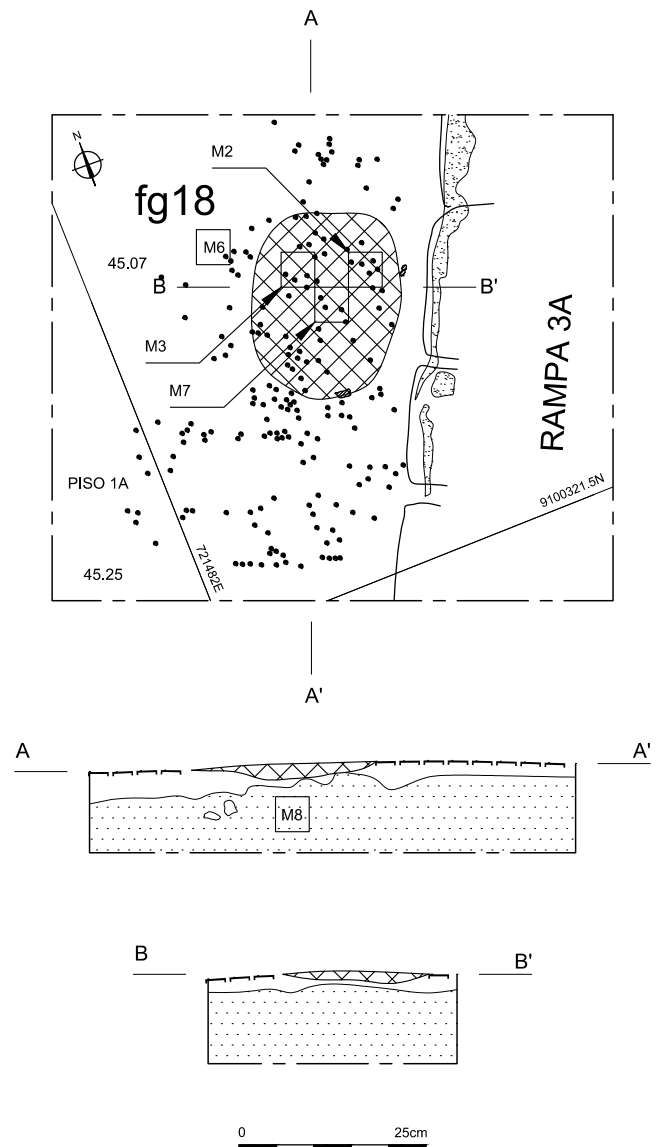 A
N
M2
fg18
M6
45.07
B
B'
M3
M7
RAMPA 3A
PISO 1A
9100321.5N
721482E
45.25
A'
A
A'
M8
B
B'
0 25cm